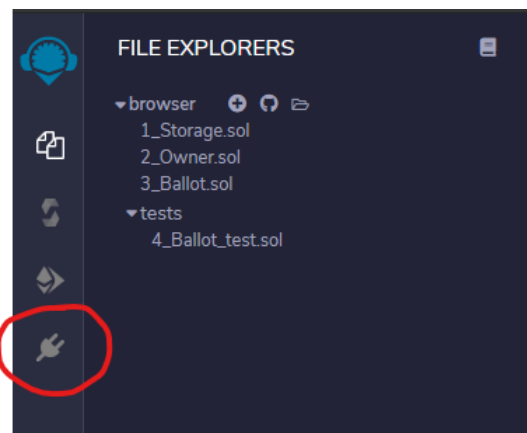 FILE EXPLORERS
browser
1_Storage.sol
2_Owner.sol
3_Ballot.sol
tests
4_Ballot_test.sol